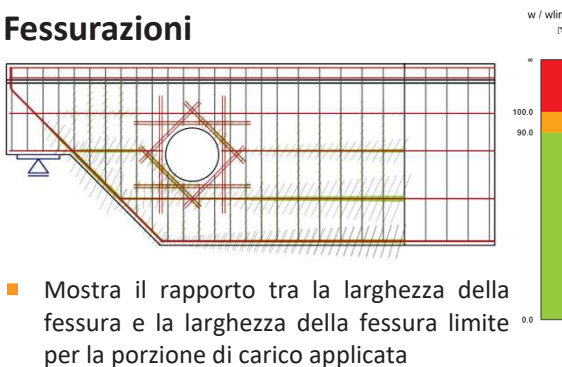 Fessurazioni
w / wlim
∞
100.0
90.0
0.0
Mostra il rapporto tra la larghezza della
fessura e la larghezza della fessura limite
per la porzione di carico applicata